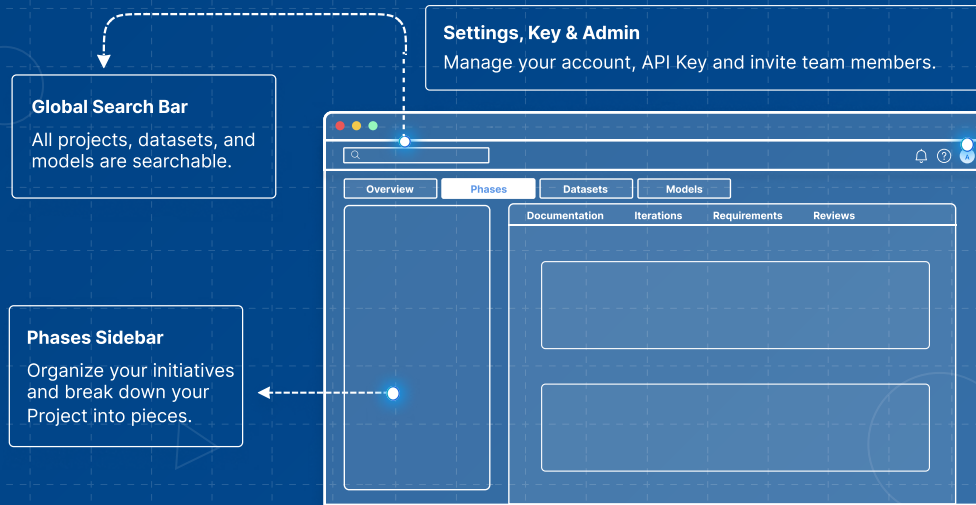 Settings, Key & Admin
Manage your account, API Key and invite team members.
Global Search Bar
All projects, datasets, and
models are searchable.
Overview
Phases
Datasets
Models
Documentation
Iterations
Requirements
Reviews
Phases Sidebar
Organize your initiatives
and break down your
Project into pieces.
?
A